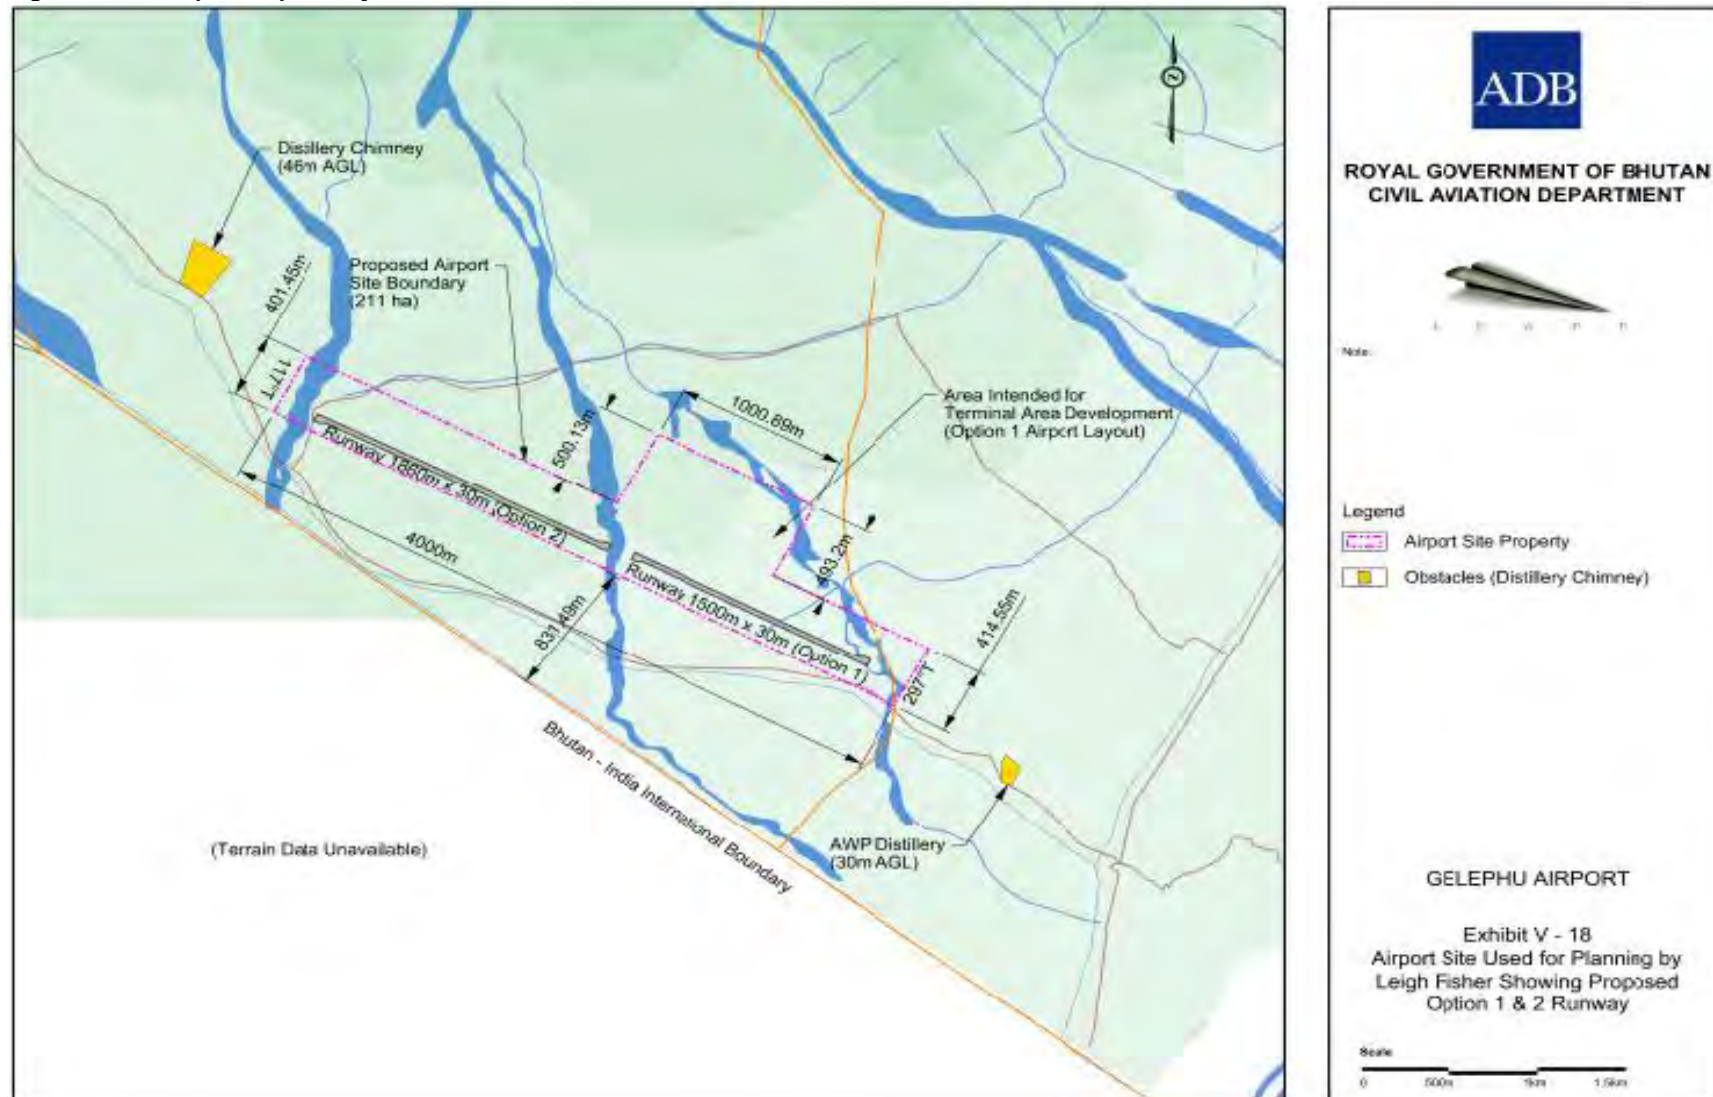 Distillery Chimney
(46m AGL)
Proposed Airport
Site Boundary
(211 ha)
401.45m
117°T
Runway 1860m x 30m (Option 2)
4000m
500.13m
1000.89m
Area Intended for
Terminal Area Development
(Option 1 Airport Layout)
493.2m
Runway 1500m x 30m (Option 1)
831.49m
414.55m
297°T
Bhutan - India International Boundary
AWP Distillery
(30m AGL)
(Terrain Data Unavailable)
ADB
ROYAL GOVERNMENT OF BHUTAN
CIVIL AVIATION DEPARTMENT
Note:
Legend
Airport Site Property
Obstacles (Distillery Chimney)
GELEPHU AIRPORT
Exhibit V - 18
Airport Site Used for Planning by
Leigh Fisher Showing Proposed
Option 1 & 2 Runway
Scale
0 500m 1km 1.5km